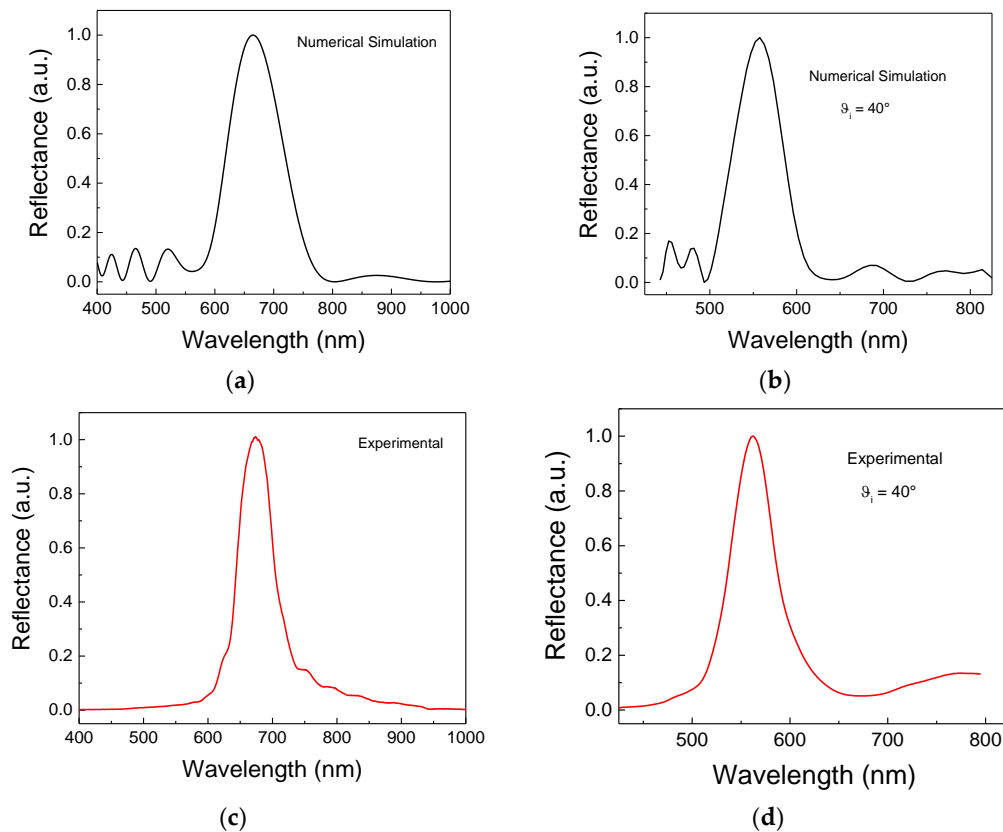 Numerical Simulation
Reflectance (a.u.)
1.0
0.8
0.6
0.4
0.2
0.0
400 500 600 700 800 900 1000
Wavelength (nm)
(a)
Numerical Simulation
ϑi = 40°
Reflectance (a.u.)
1.0
0.8
0.6
0.4
0.2
0.0
500 600 700 800
Wavelength (nm)
(b)
Experimental
Reflectance (a.u.)
1.0
0.8
0.6
0.4
0.2
0.0
400 500 600 700 800 900 1000
Wavelength (nm)
(c)
Experimental
ϑi = 40°
Reflectance (a.u.)
1.0
0.8
0.6
0.4
0.2
0.0
500 600 700 800
Wavelength (nm)
(d)